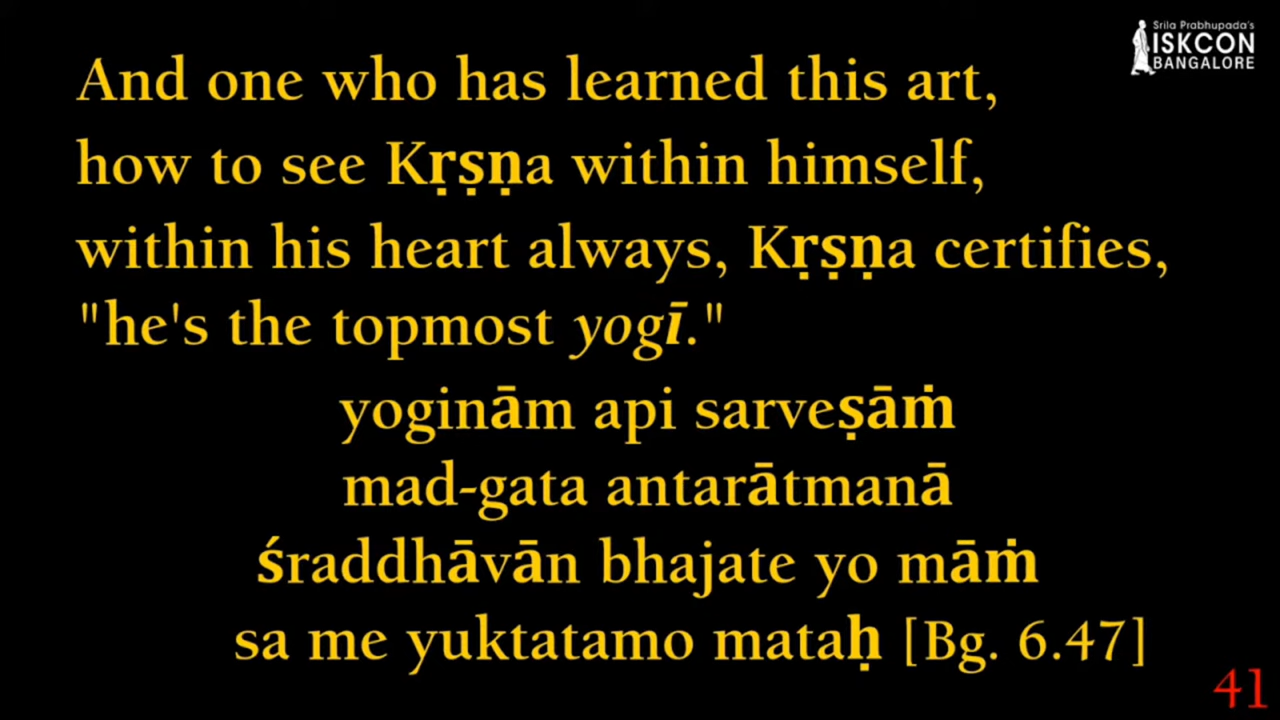 Srila Prabhupada's
ISKCON
BANGALORE
And one who has learned this art,
how to see Kṛṣṇa within himself,
within his heart always, Kṛṣṇa certifies,
"he's the topmost yogī."
yoginām api sarveṣāṁ
mad-gata antarātmanā
śraddhāvān bhajate yo māṁ
sa me yuktatamo mataḥ [Bg. 6.47]
41